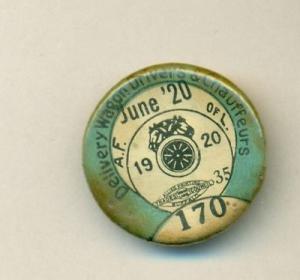 Delivery Wagon Drivers & Chauffeurs
June '20
A.F. OF L.
19 20
35
170